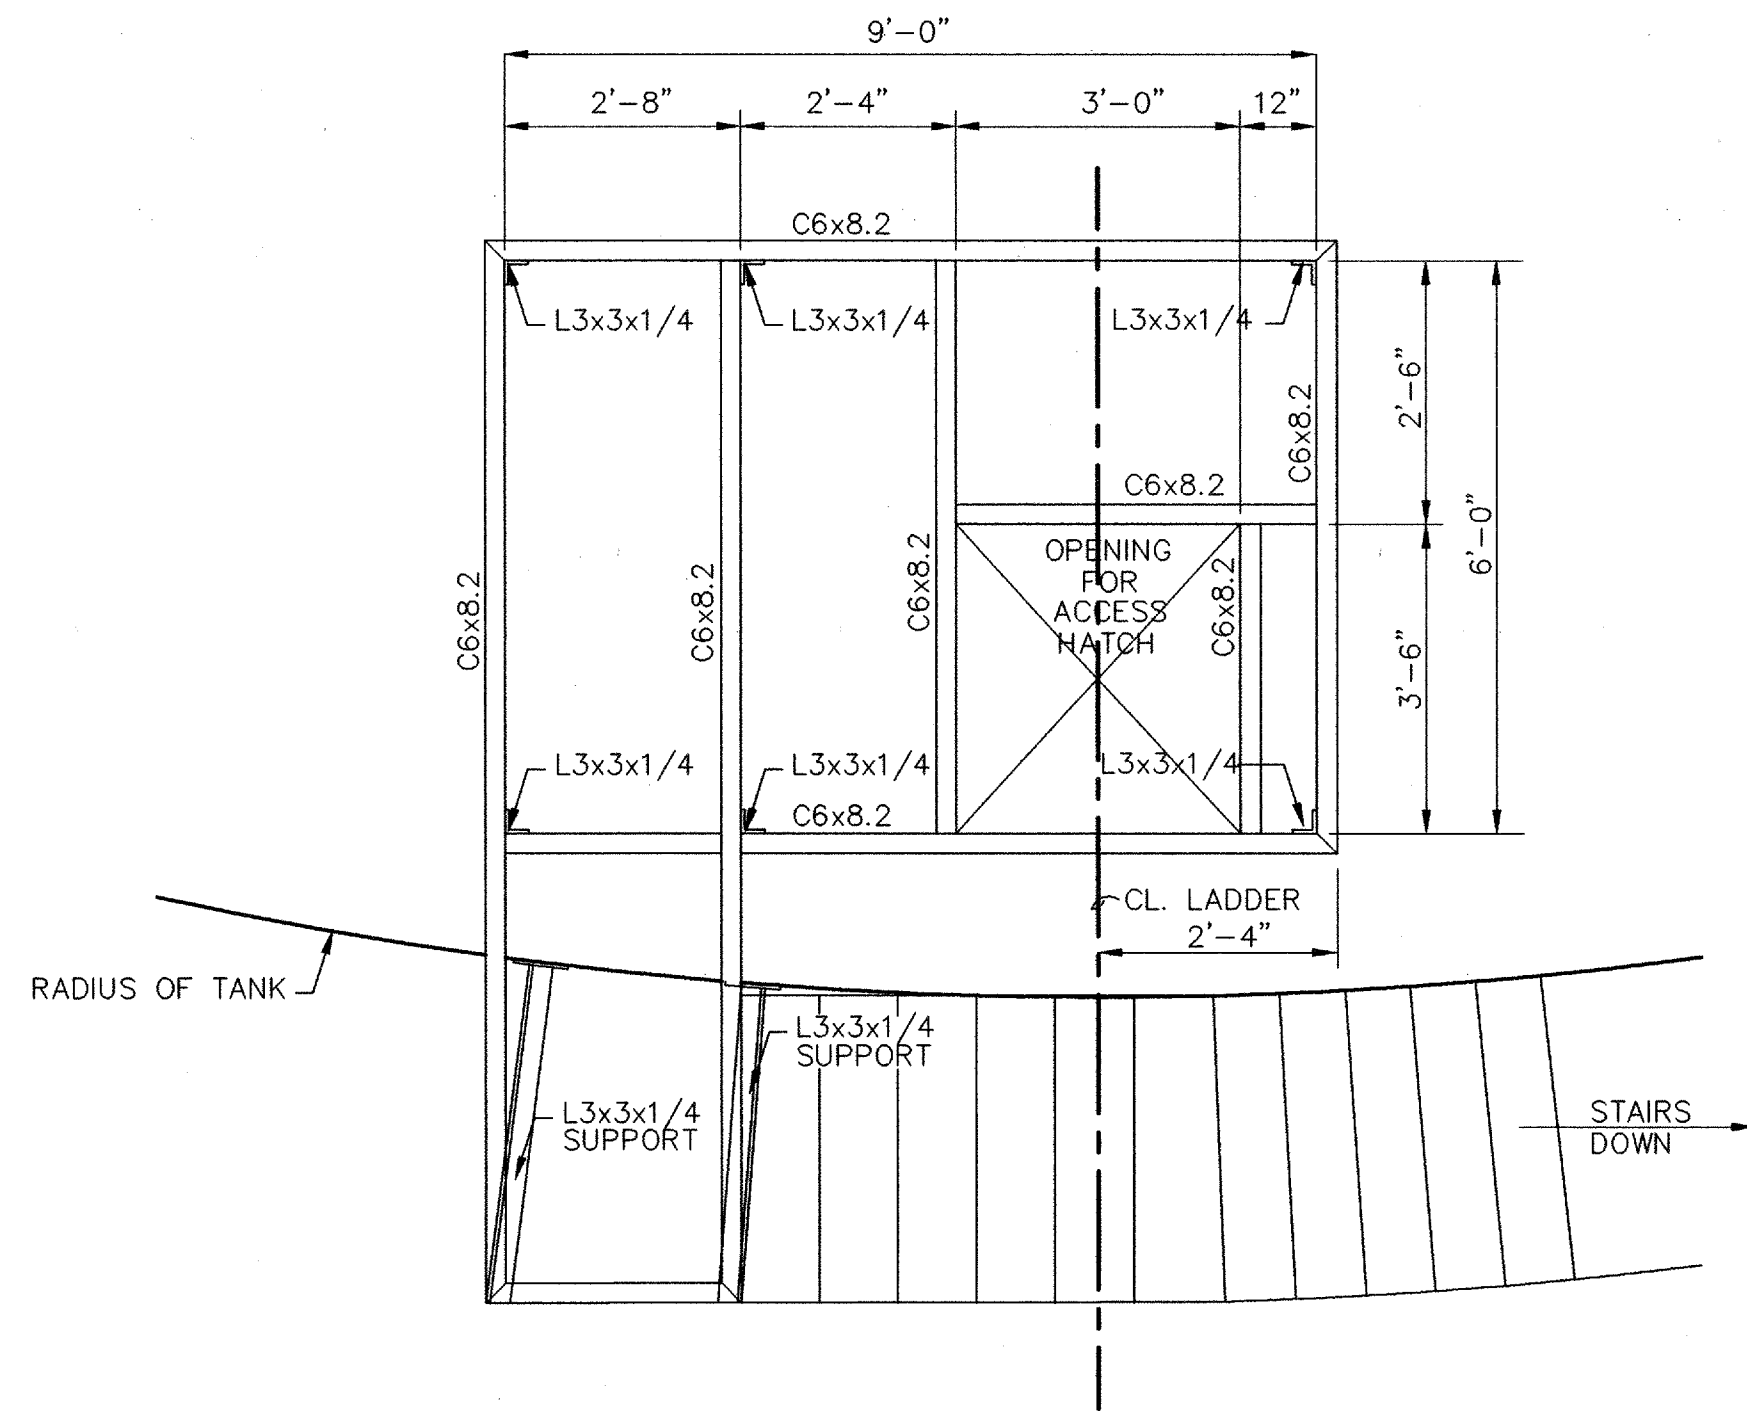 9'-0"
2'-8"
2'-4"
3'-0"
12"
C6x8.2
L3x3x1/4
L3x3x1/4
L3x3x1/4
2'-6"
C6x8.2
6'-0"
C6x8.2
C6x8.2
C6x8.2
C6x8.2
C6x8.2
OPENING
FOR
ACCESS
HATCH
3'-6"
L3x3x1/4
L3x3x1/4
L3x3x1/4
C6x8.2
CL. LADDER
2'-4"
RADIUS OF TANK
L3x3x1/4
SUPPORT
L3x3x1/4
SUPPORT
STAIRS
DOWN